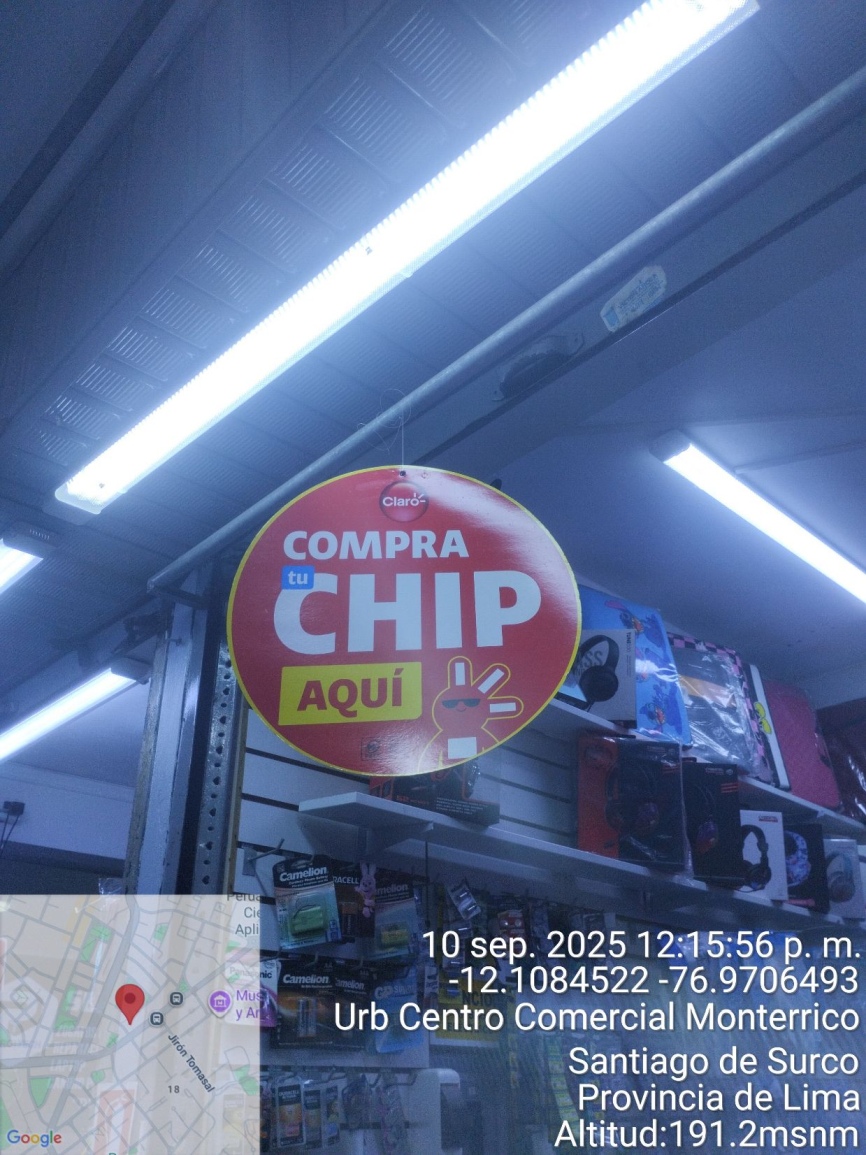 Claro
COMPRA
tu
CHIP
AQUÍ
Camelion
Camelion
Camelion
10 sep. 2025 12:15:56 p. m.
-12.1084522 -76.9706493
Urb Centro Comercial Monterrico
Santiago de Surco
Provincia de Lima
Altitud:191.2msnm
Jirón Tomasal
18
Google